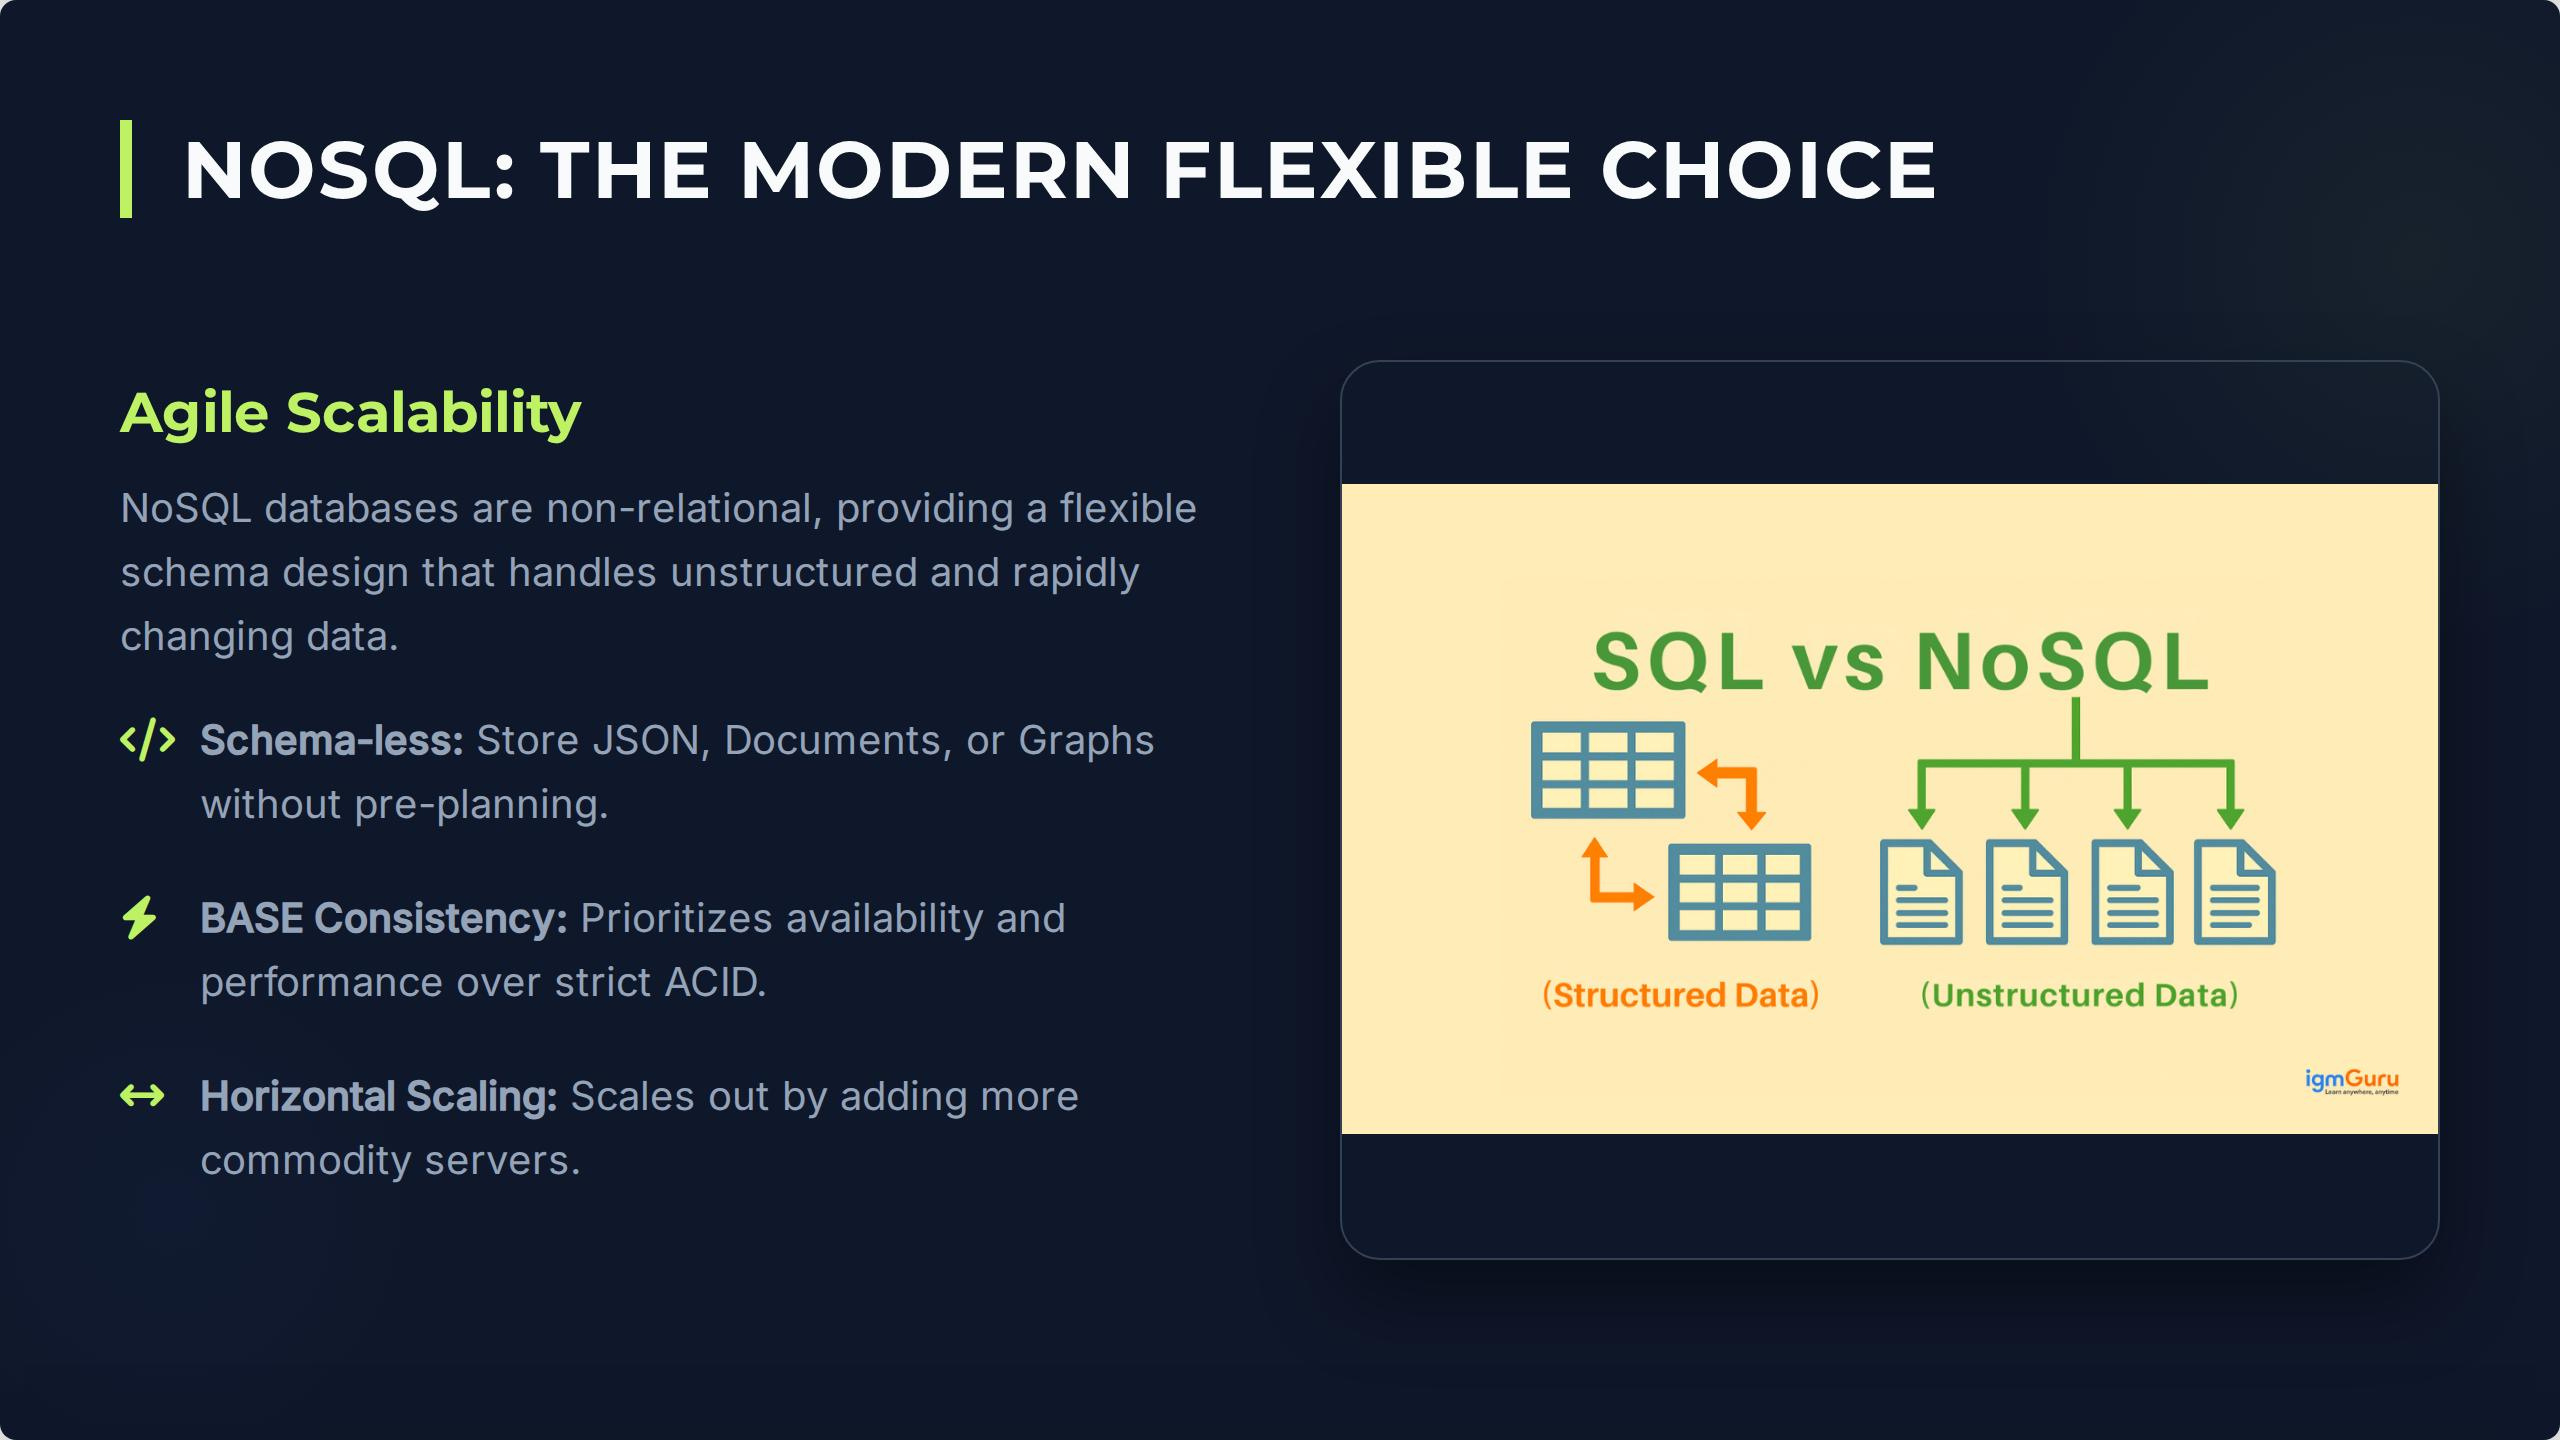 NOSQL: THE MODERN FLEXIBLE CHOICE
Agile Scalability
NoSQL databases are non-relational, providing a flexible
schema design that handles unstructured and rapidly
changing data.
Schema-less: Store JSON, Documents, or Graphs
without pre-planning.
BASE Consistency: Prioritizes availability and
performance over strict ACID.
Horizontal Scaling: Scales out by adding more
commodity servers.
SQL vs NoSQL
(Structured Data)
(Unstructured Data)
igmGuru
Learn anywhere, anytime